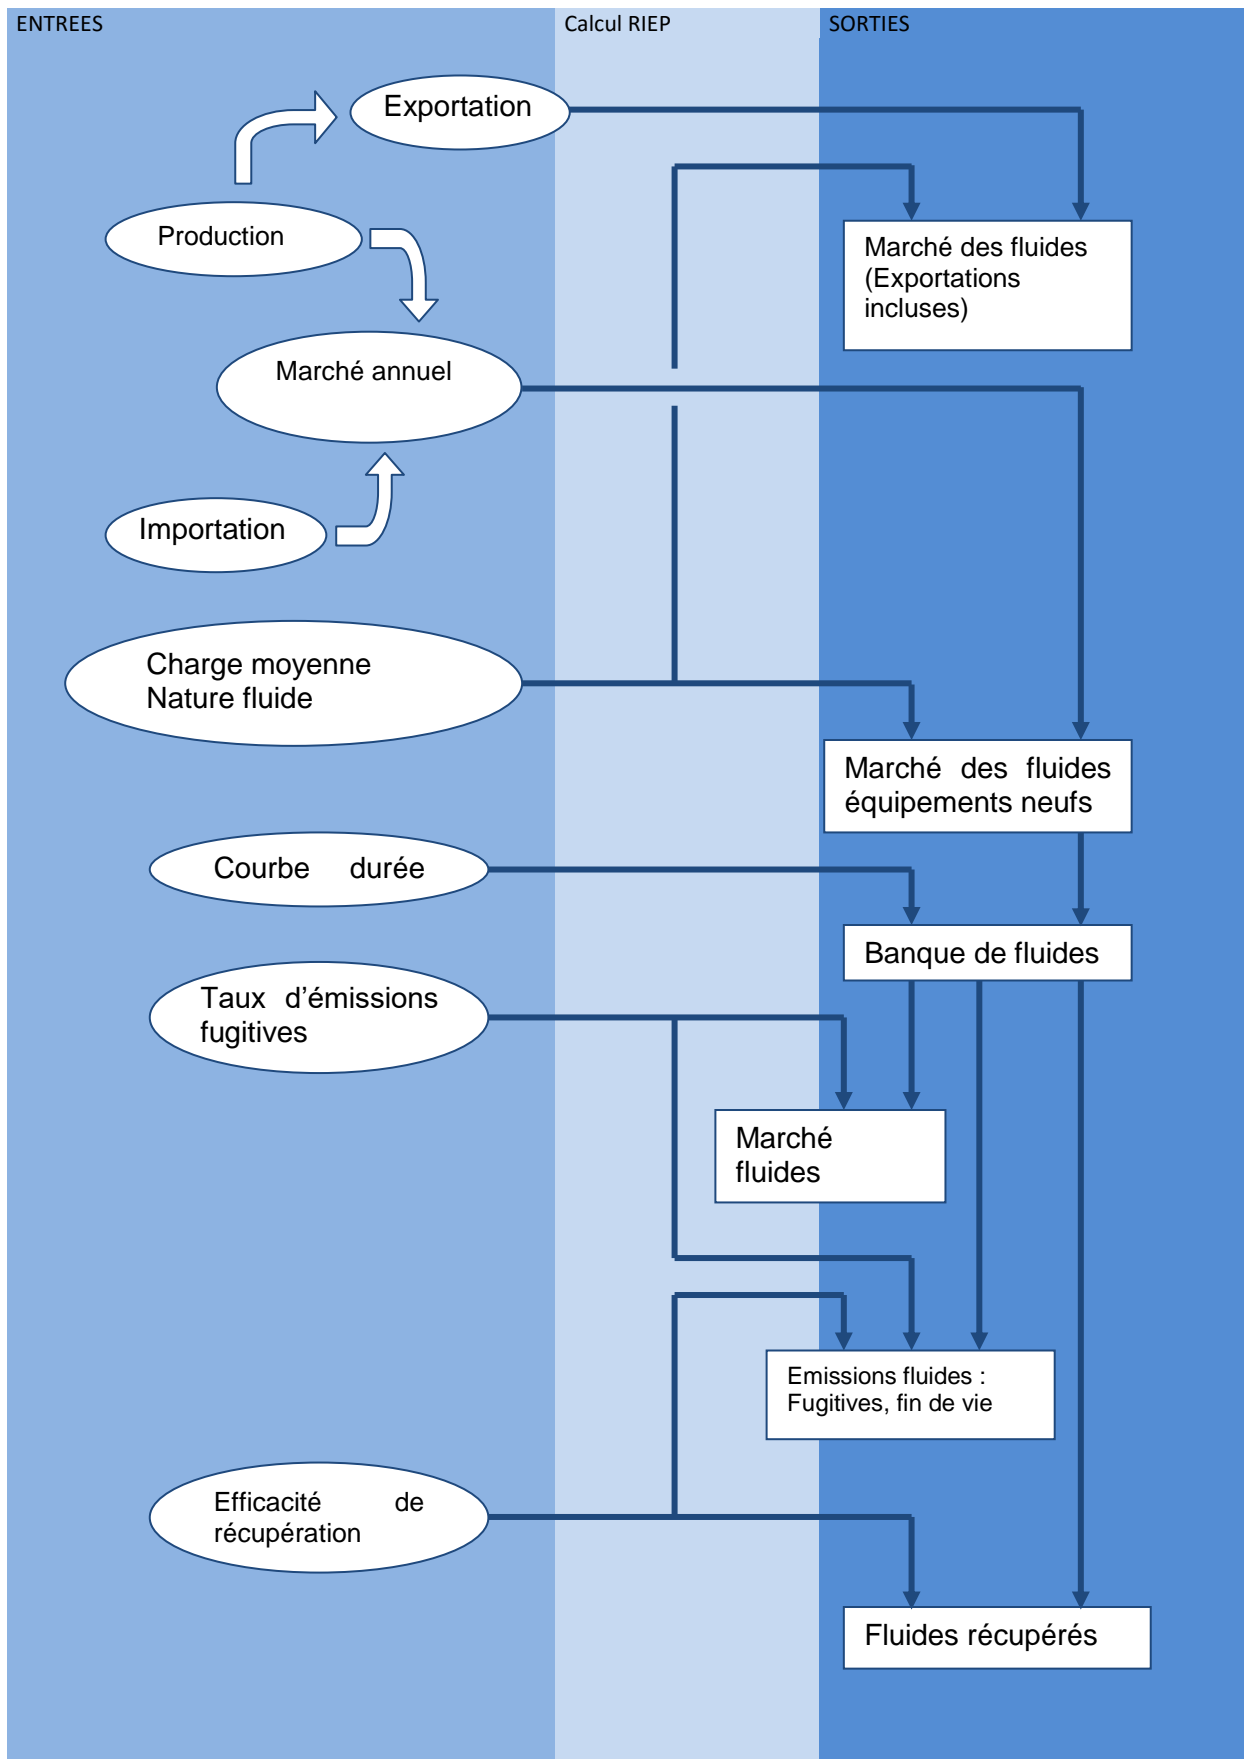 ENTREES
Calcul RIEP
SORTIES
Exportation
Production
Marché des fluides
(Exportations
incluses)
Marché annuel
Importation
Charge moyenne
Nature fluide
Marché des fluides
équipements neufs
Courbe durée
Banque de fluides
Taux d'émissions
fugitives
Marché
fluides
Emissions fluides :
Fugitives, fin de vie
Efficacité de
récupération
Fluides récupérés